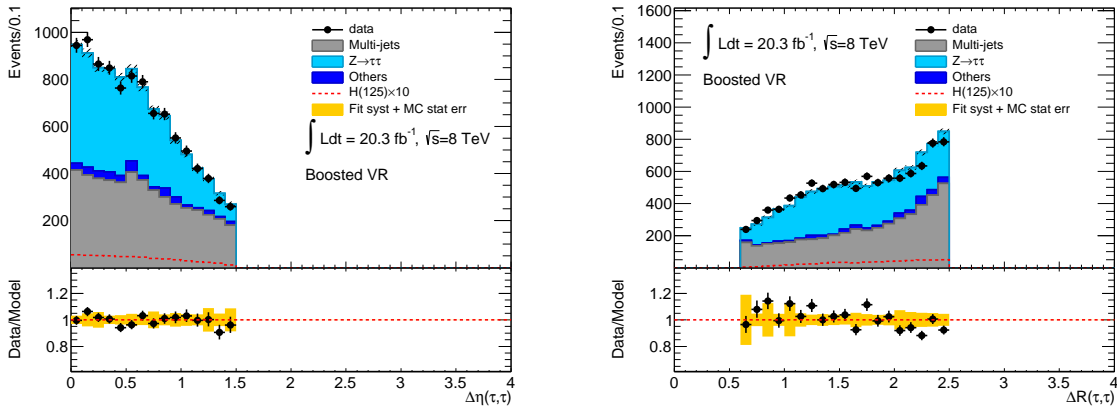 Events/0.1
1000
800
600
400
200
data
Multi-jets
Z→ττ
Others
H(125)×10
Fit syst + MC stat err
∫ Ldt = 20.3 fb⁻¹, √s=8 TeV
Boosted VR
Data/Model
1.2
1
0.8
0 0.5 1 1.5 2 2.5 3 3.5 4
Δη(τ,τ)
Events/0.1
1600
1400
1200
1000
800
600
400
200
∫ Ldt = 20.3 fb⁻¹, √s=8 TeV
Boosted VR
data
Multi-jets
Z→ττ
Others
H(125)×10
Fit syst + MC stat err
Data/Model
1.2
1
0.8
0 0.5 1 1.5 2 2.5 3 3.5 4
ΔR(τ,τ)